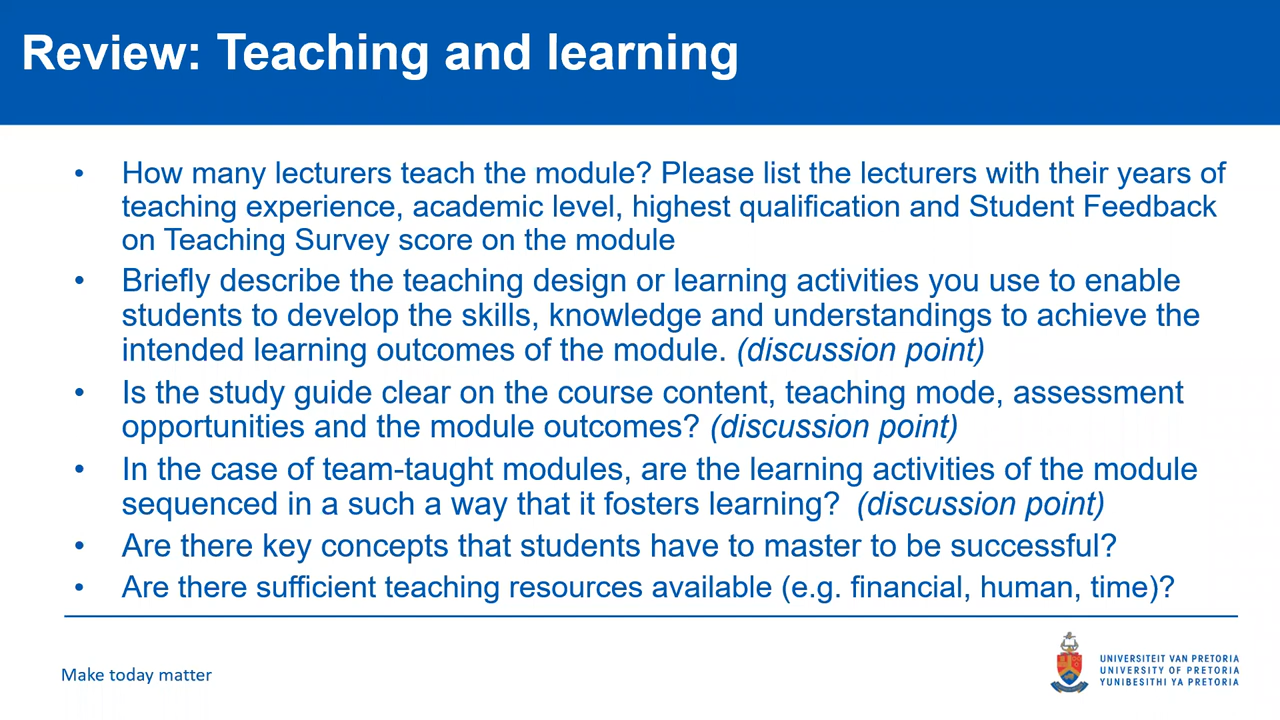 Review: Teaching and learning
• How many lecturers teach the module? Please list the lecturers with their years of
teaching experience, academic level, highest qualification and Student Feedback
on Teaching Survey score on the module
• Briefly describe the teaching design or learning activities you use to enable
students to develop the skills, knowledge and understandings to achieve the
intended learning outcomes of the module. (discussion point)
• Is the study guide clear on the course content, teaching mode, assessment
opportunities and the module outcomes? (discussion point)
• In the case of team-taught modules, are the learning activities of the module
sequenced in a such a way that it fosters learning? (discussion point)
• Are there key concepts that students have to master to be successful?
• Are there sufficient teaching resources available (e.g. financial, human, time)?
Make today matter
UNIVERSITEIT VAN PRETORIA
UNIVERSITY OF PRETORIA
YUNIBESITHI YA PRETORIA